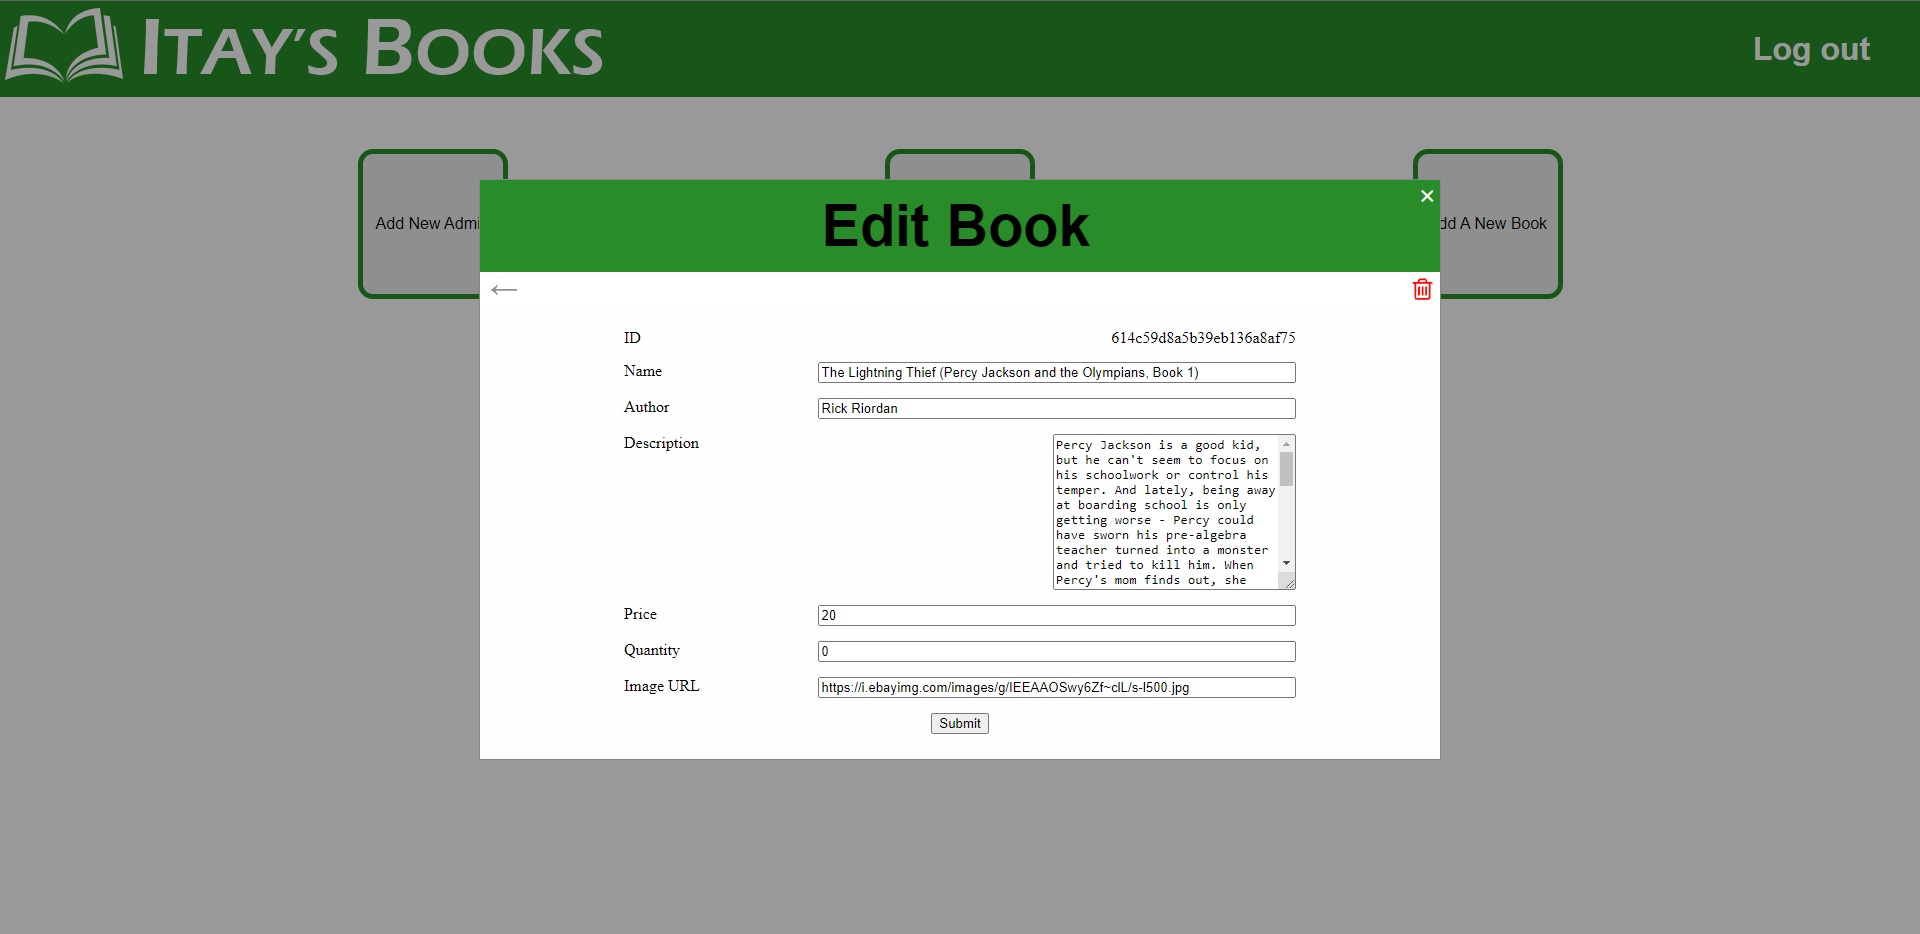 ITAY'S BOOKS
Log out
Add New Admi
dd A New Book
Edit Book
ID
614c59d8a5b39eb136a8af75
Name
The Lightning Thief (Percy Jackson and the Olympians, Book 1)
Author
Rick Riordan
Description
Percy Jackson is a good kid,
but he can't seem to focus on
his schoolwork or control his
temper. And lately, being away
at boarding school is only
getting worse - Percy could
have sworn his pre-algebra
teacher turned into a monster
and tried to kill him. When
Percy's mom finds out, she
Price
20
Quantity
0
Image URL
https://i.ebayimg.com/images/g/IEEAAOSwy6Zf~clL/s-l500.jpg
Submit